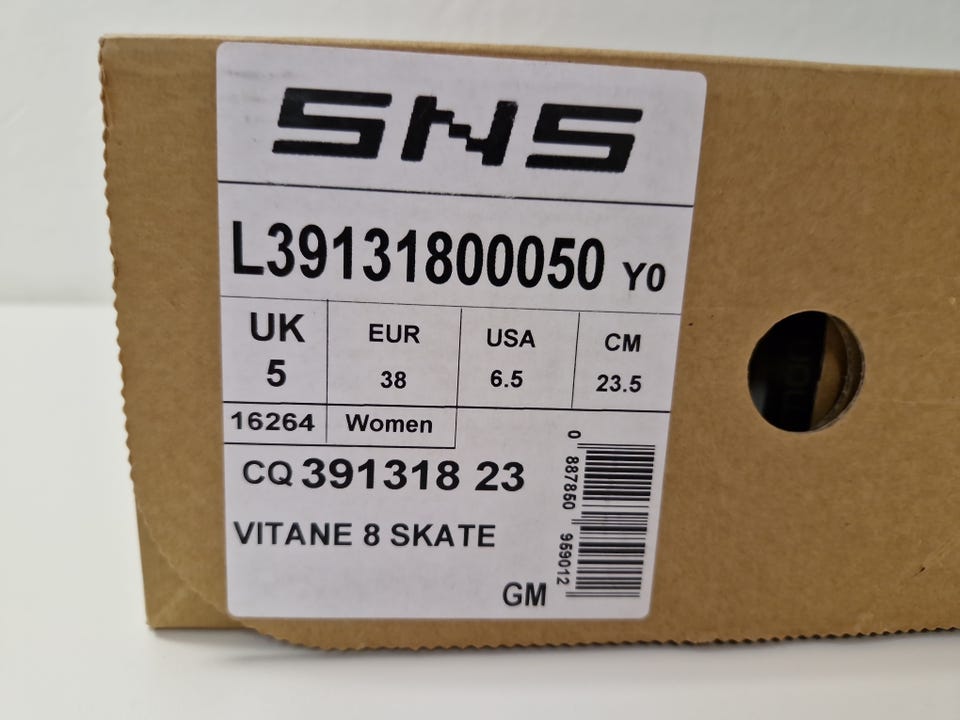 SNS
L39131800050 Y0
UK EUR USA CM
5 38 6.5 23.5
16264 Women
CQ 391318 23
VITANE 8 SKATE
0 887850 959012
GM